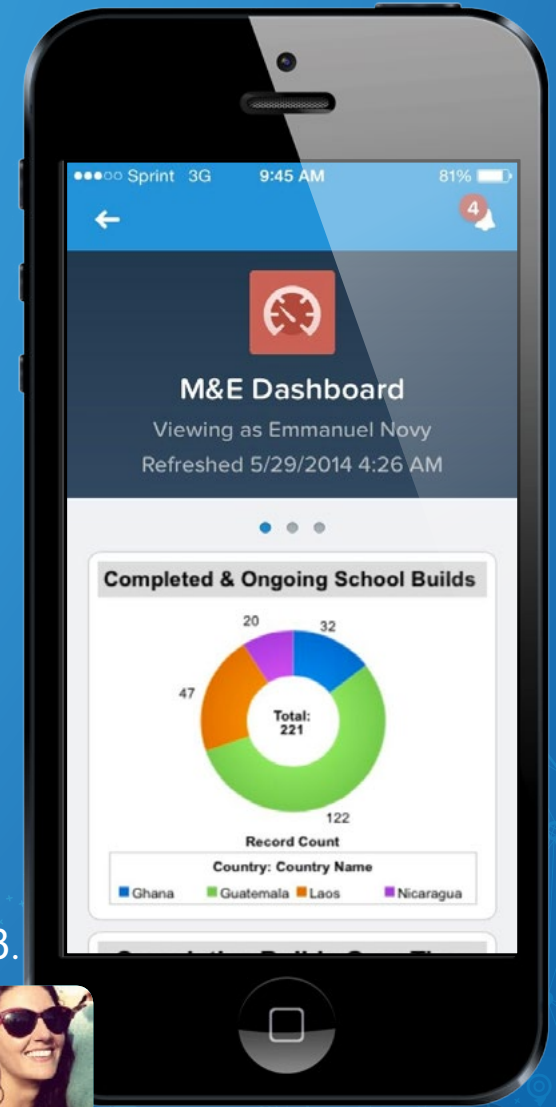 ●●●○○ Sprint 3G 9:45 AM 81%
4
M&E Dashboard
Viewing as Emmanuel Novy
Refreshed 5/29/2014 4:26 AM
Completed & Ongoing School Builds
20 32
47
Total:
221
122
Record Count
Country: Country Name
Ghana Guatemala Laos Nicaragua
3.